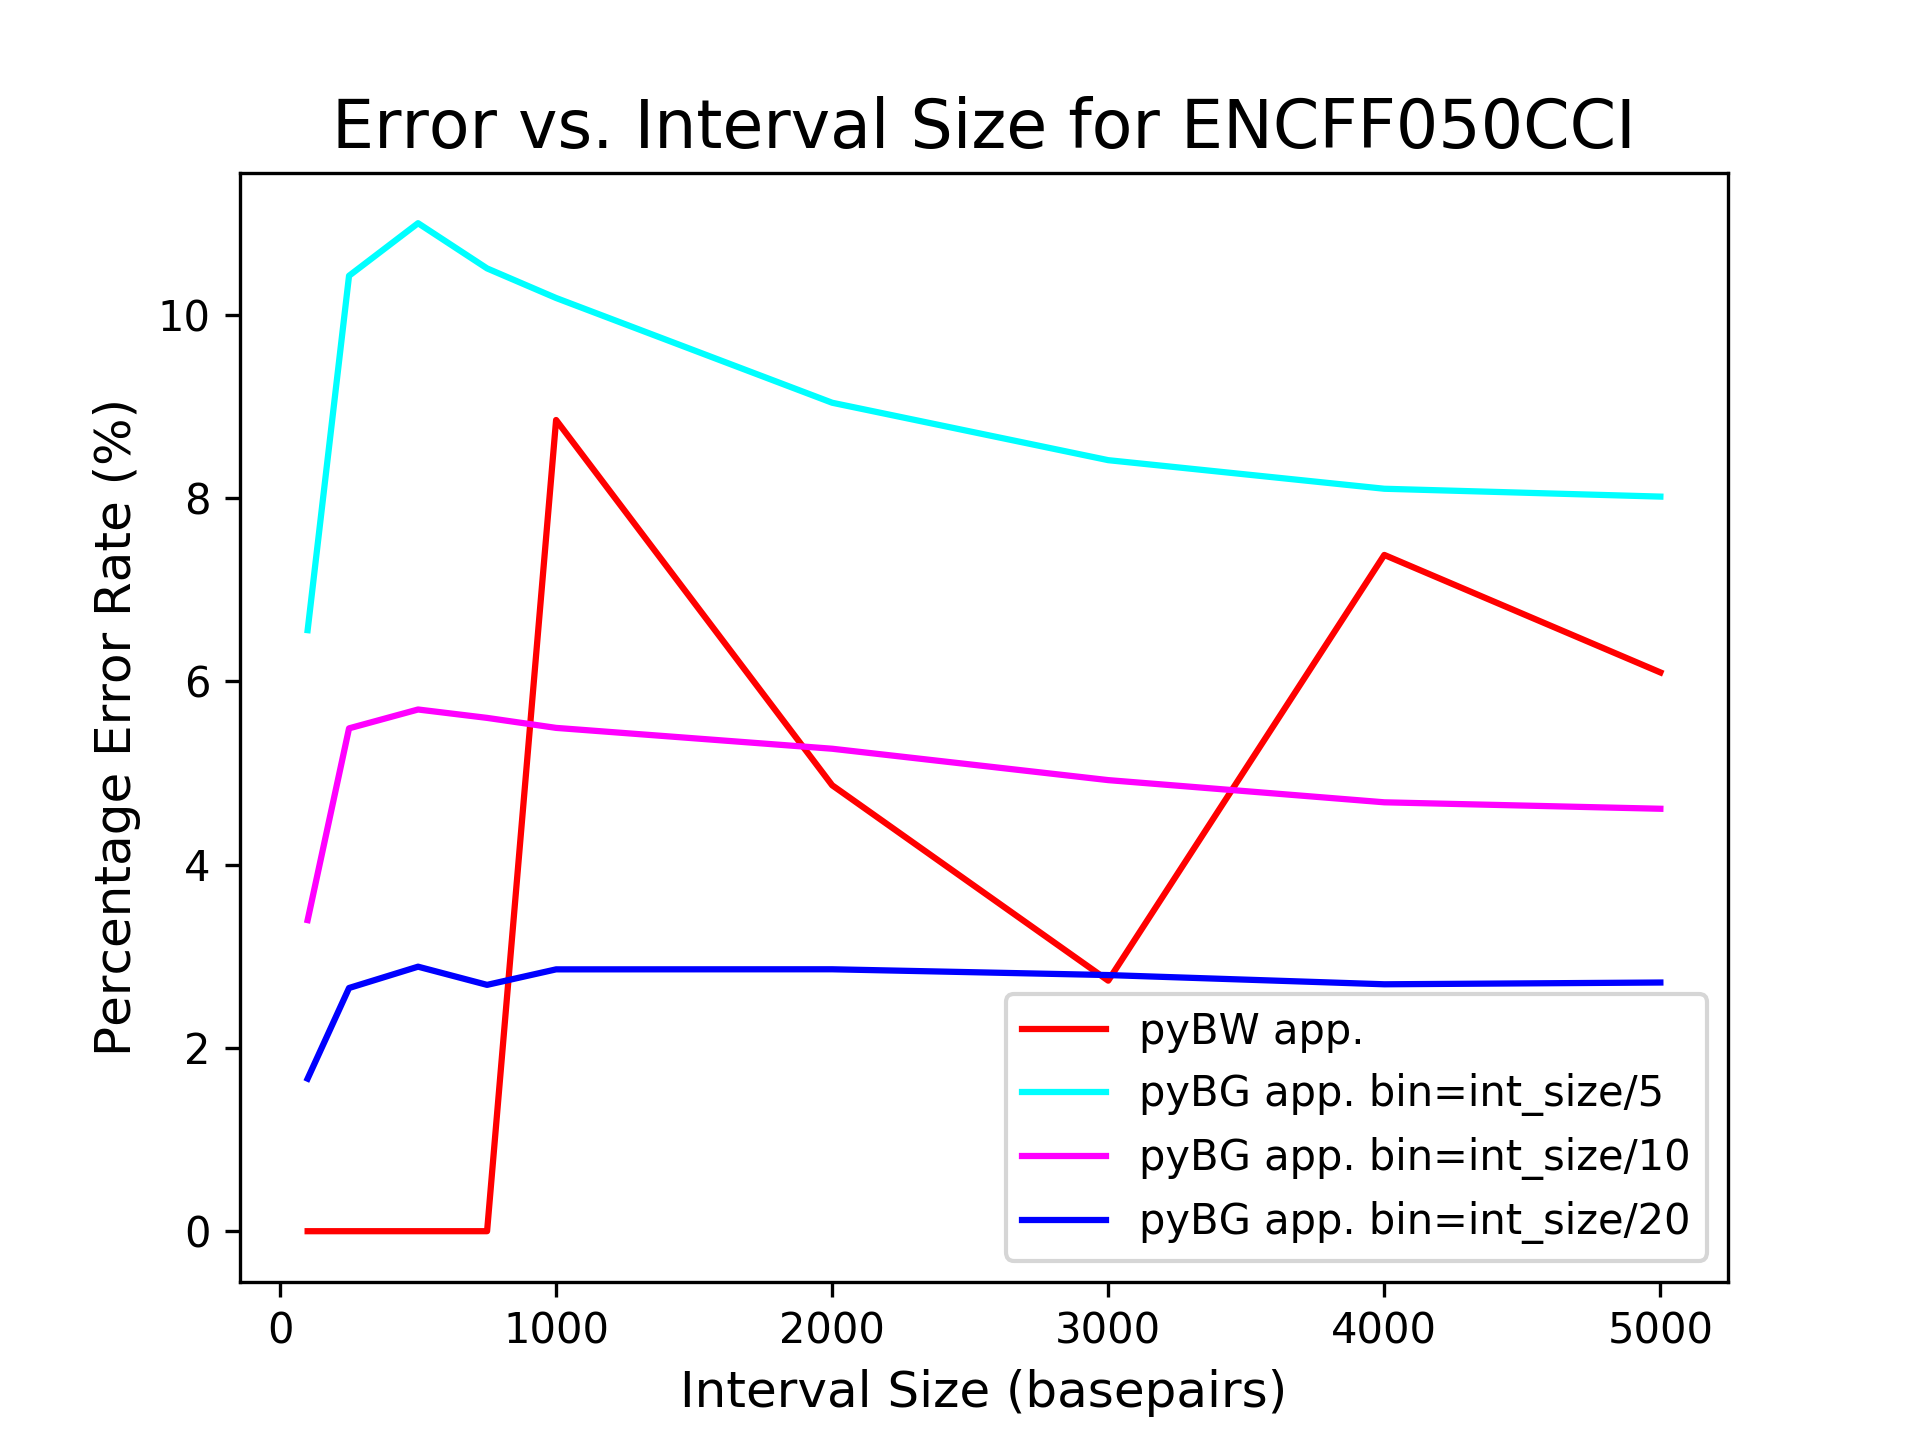 Error vs. Interval Size for ENCFF050CCI
Percentage Error Rate (%)
10
8
6
4
2
0
pyBW app.
pyBG app. bin=int_size/5
pyBG app. bin=int_size/10
pyBG app. bin=int_size/20
0 1000 2000 3000 4000 5000
Interval Size (basepairs)